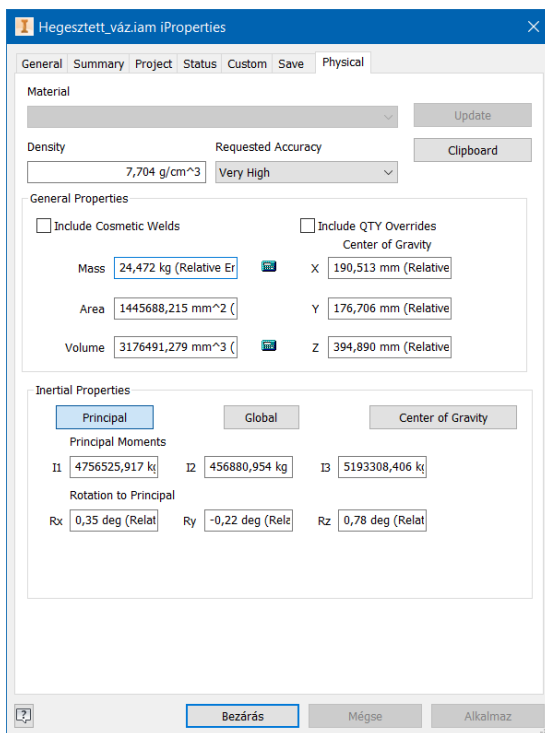 Hegesztett_váz.iam iProperties
General Summary Project Status Custom Save Physical
Material
Update
Density Requested Accuracy Clipboard
7,704 g/cm^3 Very High
General Properties
Include Cosmetic Welds Include QTY Overrides
Center of Gravity
Mass 24,472 kg (Relative Er X 190,513 mm (Relative
Area 1445688,215 mm^2 ( Y 176,706 mm (Relative
Volume 3176491,279 mm^3 ( Z 394,890 mm (Relative
Inertial Properties
Principal Global Center of Gravity
Principal Moments
I1 4756525,917 kg I2 456880,954 kg I3 5193308,406 kg
Rotation to Principal
Rx 0,35 deg (Relat Ry -0,22 deg (Rela Rz 0,78 deg (Relat
Bezárás Mégse Alkalmaz